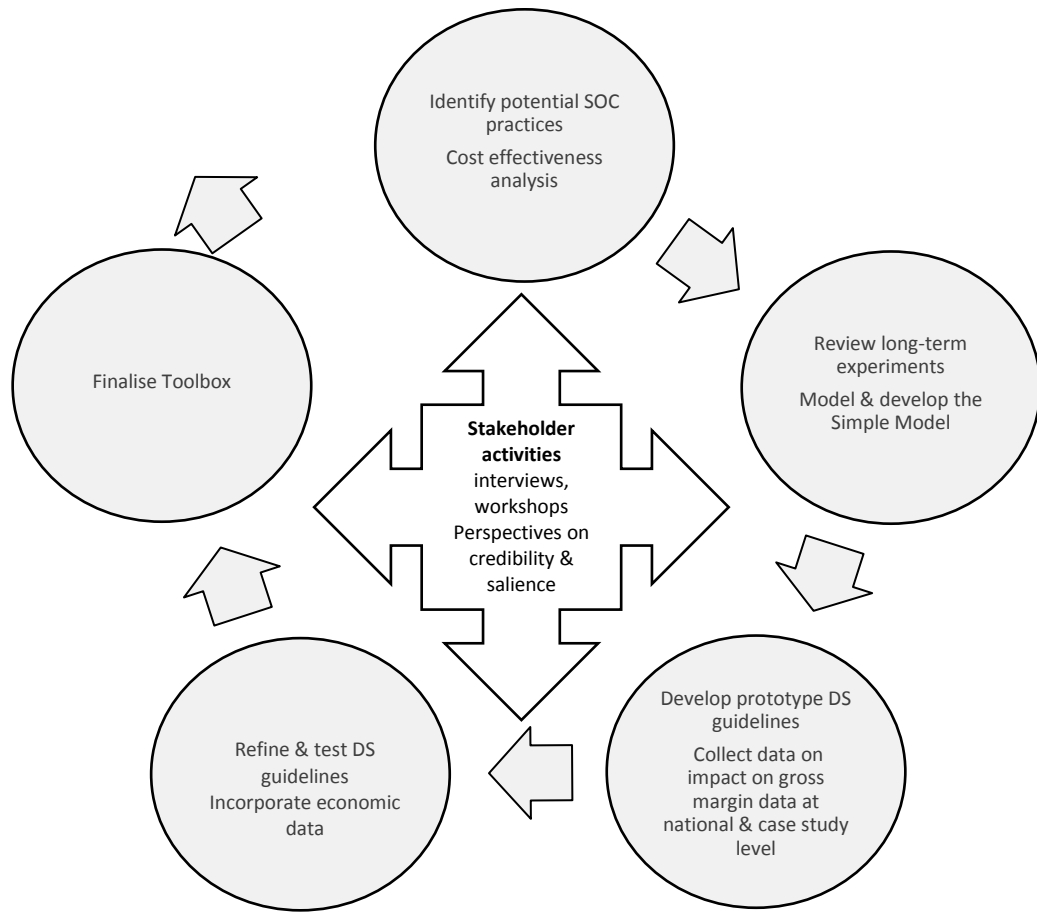 Identify potential SOC
practices
Cost effectiveness
analysis
Review long-term
experiments
Model & develop the
Simple Model
Finalise Toolbox
Stakeholder
activities
interviews,
workshops
Perspectives on
credibility &
salience
Develop prototype DS
guidelines
Collect data on
impact on gross
margin data at
national & case study
level
Refine & test DS
guidelines
Incorporate economic
data